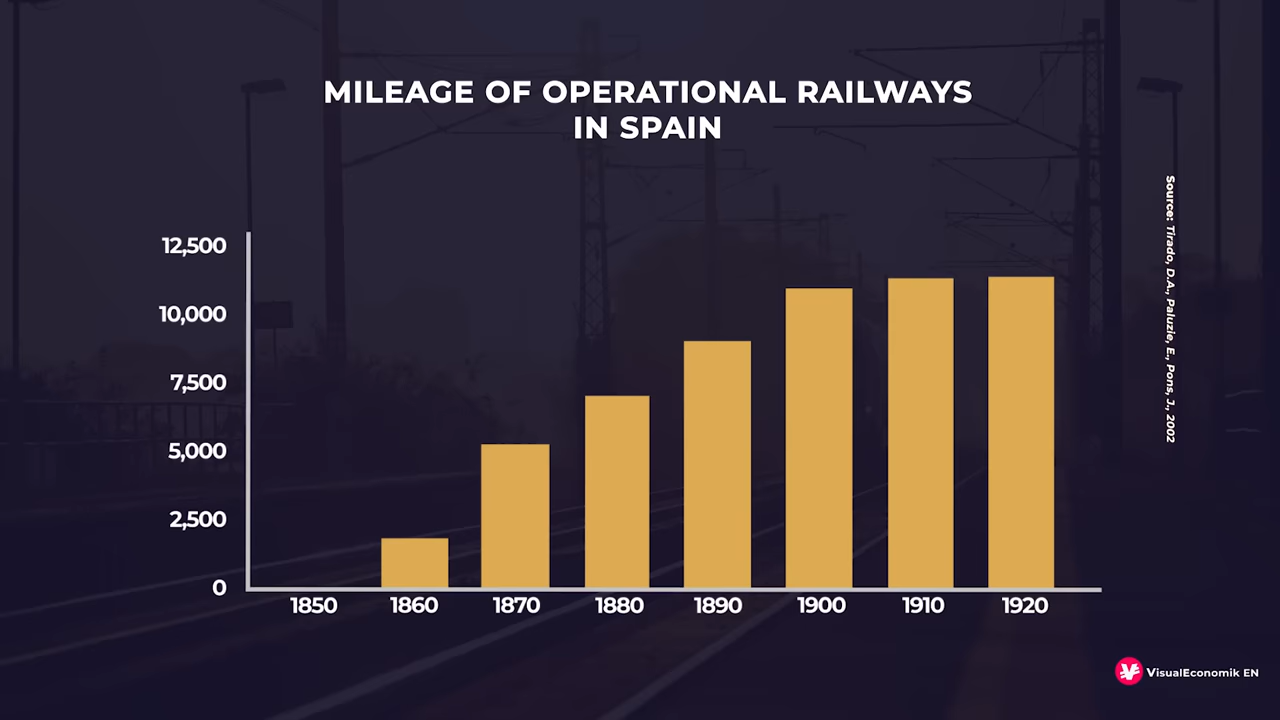 MILEAGE OF OPERATIONAL RAILWAYS
IN SPAIN
12,500
10,000
7,500
5,000
2,500
0
1850 1860 1870 1880 1890 1900 1910 1920
Source: Tirado, D.A., Paluzie, E., Pons, J., 2002
VisualEconomik EN